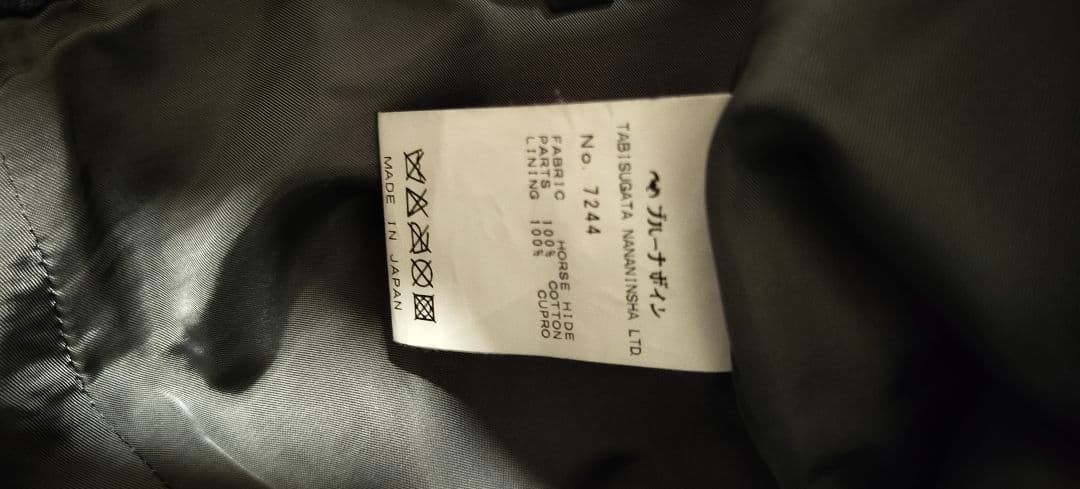 ブルーナボイン
TABISUGATA NANANINSHA LTD.
No. 7244
FABRIC HORSE HIDE
PARTS 100% COTTON
LINING 100% CUPRO
MADE IN JAPAN